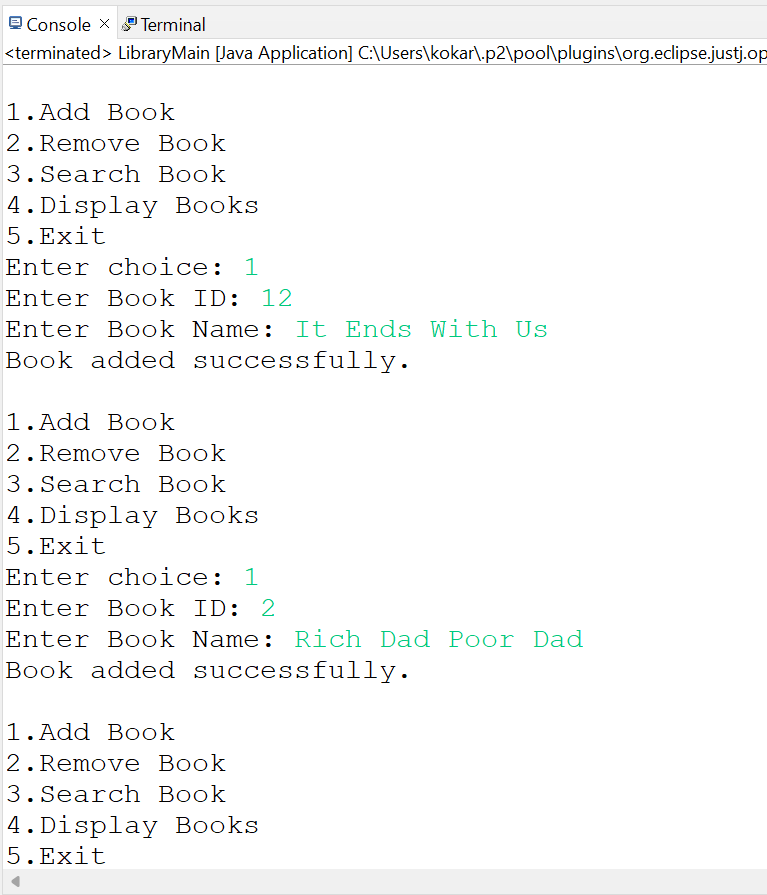 Console
Terminal
<terminated> LibraryMain [Java Application] C:\Users\kokar\.p2\pool\plugins\org.eclipse.justj.op
1.Add Book
2.Remove Book
3.Search Book
4.Display Books
5.Exit
Enter choice: 1
Enter Book ID: 12
Enter Book Name: It Ends With Us
Book added successfully.
1.Add Book
2.Remove Book
3.Search Book
4.Display Books
5.Exit
Enter choice: 1
Enter Book ID: 2
Enter Book Name: Rich Dad Poor Dad
Book added successfully.
1.Add Book
2.Remove Book
3.Search Book
4.Display Books
5.Exit